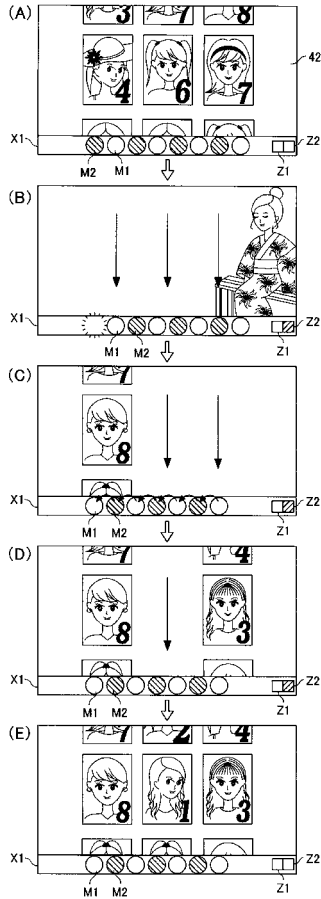 (A)
3 7 8
4 6 7
42
X1
Z2
M2 M1
Z1
(B)
X1
Z2
M1 M2
Z1
(C)
7
8
X1
Z2
M1 M2
Z1
(D)
7 4
8 3
X1
Z2
M1 M2
Z1
(E)
7 2 4
8 1 3
X1
Z2
M1 M2
Z1